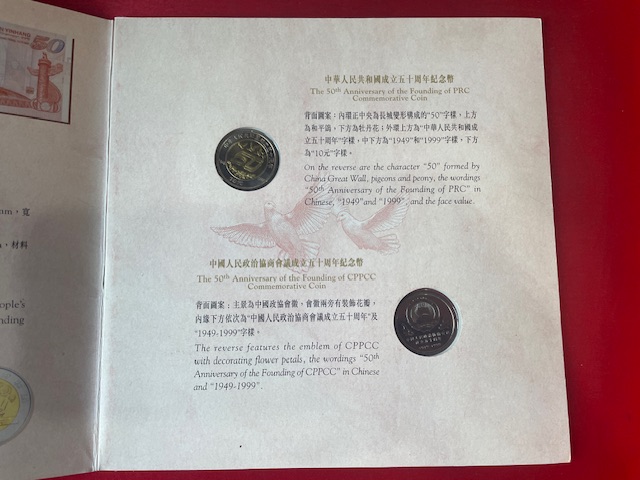 50
中華人民共和國成立五十周年紀念幣
The 50th Anniversary of the Founding of PRC
Commemorative Coin
背面圖案：內環正中央為長城變形構成的“50”字樣，上方
為和平鴿，下方為牡丹花；外環上方為“中華人民共和國成
立五十周年”字樣，中下方為“1949”和“1999”字樣，下方
為“10元”字樣。
On the reverse are the character “50” formed by
China Great Wall, pigeons and peony, the wordings
“50th Anniversary of the Founding of PRC” in
Chinese, “1949”and “1999”, and the face value.
mm，寬
，材料
ople's
nding
中國人民政治協商會議成立五十周年紀念幣
The 50th Anniversary of the Founding of CPPCC
Commemorative Coin
背面圖案：主景為中國政協會徽，會徽兩旁有裝飾花瓣，
內緣下方依次為“中國人民政治協商會議成立五十周年”及
“1949-1999”字樣。
The reverse features the emblem of CPPCC
with decorating flower petals, the wordings “50th
Anniversary of the Founding of CPPCC” in Chinese
and “1949-1999”.